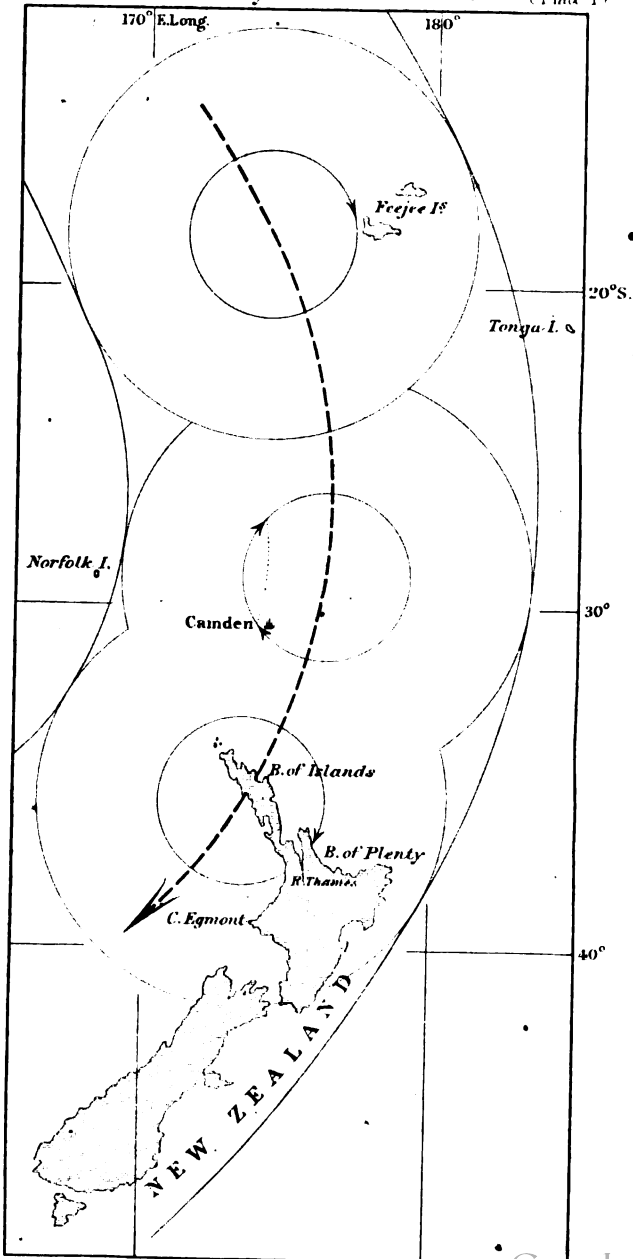 170° E.Long.
180°
Feejee Iˢ
20°S.
Tonga I.
Norfolk I.
Camden
30°
B. of Islands
B. of Plenty
R. Thames
C. Egmont
40°
NEW ZEALAND